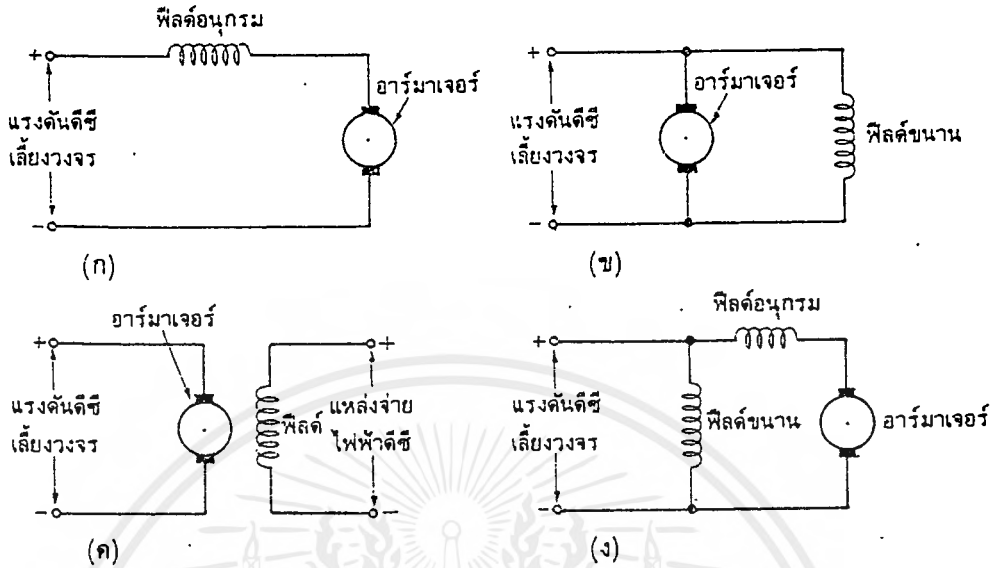 ฟีลด์อนุกรม
+
อาร์มาเจอร์
แรงดันดีซี
เลี้ยงวงจร
-
(ก)
+
อาร์มาเจอร์
แรงดันดีซี
เลี้ยงวงจร
ฟีลด์ขนาน
-
(ข)
อาร์มาเจอร์
+
+
แรงดันดีซี
เลี้ยงวงจร
ฟีลด์
แหล่งจ่าย
ไฟฟ้าดีซี
-
-
(ค)
ฟีลด์อนุกรม
+
แรงดันดีซี
เลี้ยงวงจร
ฟีลด์ขนาน
อาร์มาเจอร์
-
(ง)